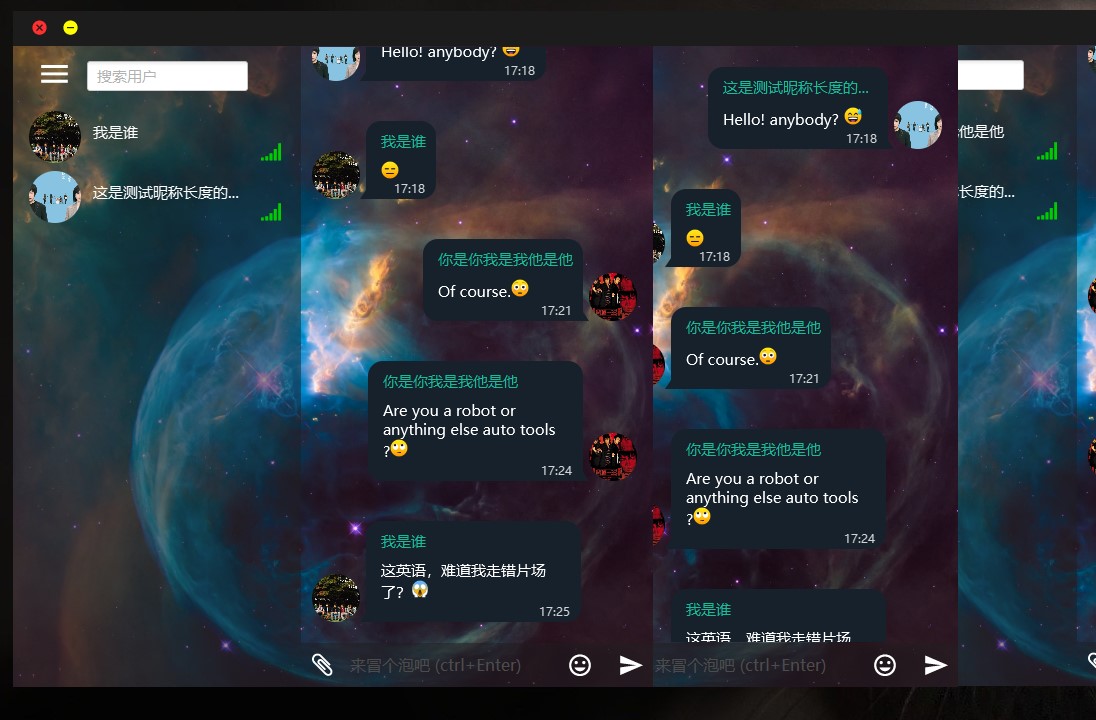 搜索用户
我是谁
这是测试昵称长度的...
Hello! anybody? 😅
17:18
我是谁
😑
17:18
你是你我是我他是他
Of course.😳
17:21
你是你我是我他是他
Are you a robot or
anything else auto tools
?🙄
17:24
我是谁
这英语，难道我走错片场
了？😱
17:25
来冒个泡吧 (ctrl+Enter)
这是测试昵称长度的...
Hello! anybody? 😅
17:18
我是谁
😑
17:18
你是你我是我他是他
Of course.😳
17:21
你是你我是我他是他
Are you a robot or
anything else auto tools
?🙄
17:24
我是谁
这英语，难道我走错片场
来冒个泡吧 (ctrl+Enter)
他是他
长度的...